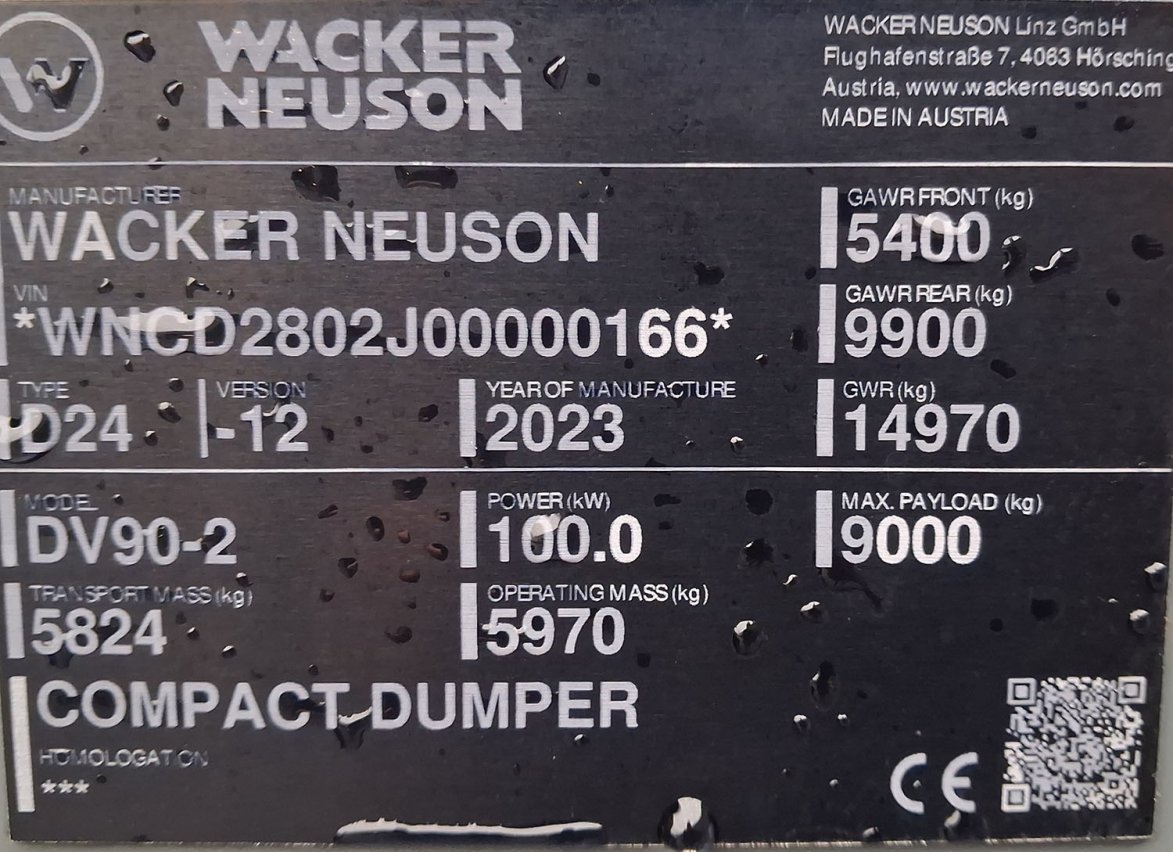 W
WACKER
NEUSON
WACKER NEUSON Linz GmbH
Flughafenstraße 7, 4063 Hörsching
Austria, www.wackerneuson.com
MADE IN AUSTRIA
MANUFACTURER
WACKER NEUSON
VIN
*WNCD2802J00000166*
TYPE
D24
VERSION
-12
YEAR OF MANUFACTURE
2023
GAWR FRONT (kg)
5400
GAWR REAR (kg)
9900
GWR (kg)
14970
MODEL
DV90-2
POWER (kW)
100.0
MAX. PAYLOAD (kg)
9000
TRANSPORT MASS (kg)
5824
OPERATING MASS (kg)
5970
COMPACT DUMPER
HOMOLOGATION
***
CE